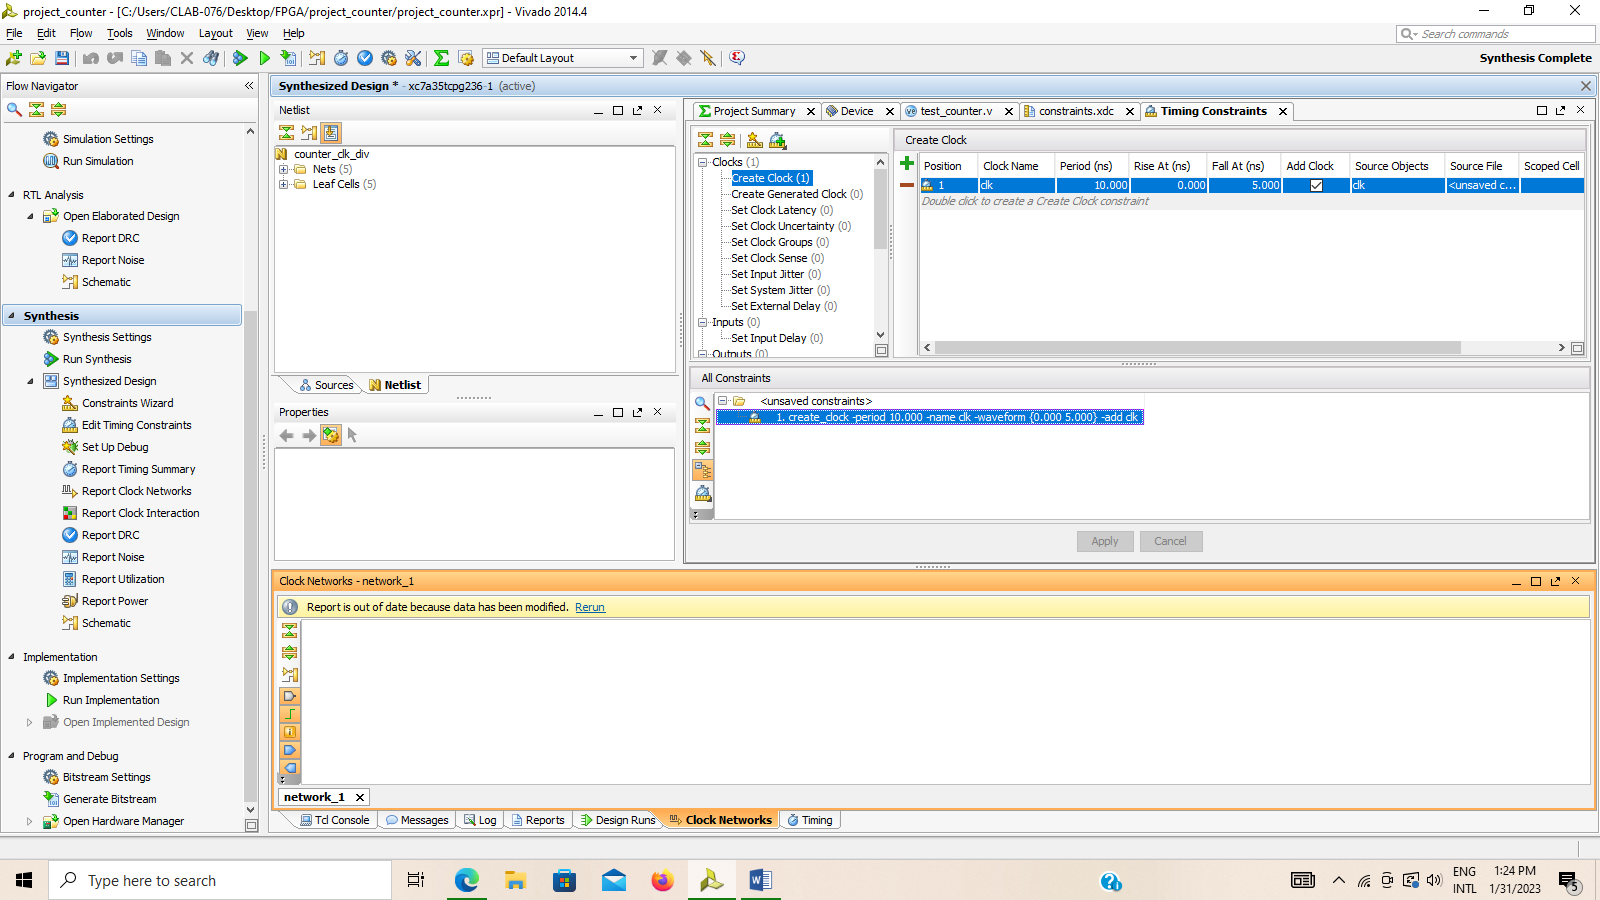 project_counter - [C:/Users/CLAB-076/Desktop/FPGA/project_counter/project_counter.xpr] - Vivado 2014.4
File Edit Flow Tools Window Layout View Help
Search commands
Default Layout
Synthesis Complete
Flow Navigator
Simulation Settings
Run Simulation
RTL Analysis
Open Elaborated Design
Report DRC
Report Noise
Schematic
Synthesis
Synthesis Settings
Run Synthesis
Synthesized Design
Constraints Wizard
Edit Timing Constraints
Set Up Debug
Report Timing Summary
Report Clock Networks
Report Clock Interaction
Report DRC
Report Noise
Report Utilization
Report Power
Schematic
Implementation
Implementation Settings
Run Implementation
Open Implemented Design
Program and Debug
Bitstream Settings
Generate Bitstream
Open Hardware Manager
Synthesized Design * - xc7a35tcpg236-1 (active)
Netlist
counter_clk_div
Nets (5)
Leaf Cells (5)
Sources Netlist
Properties
Project Summary Device test_counter.v constraints.xdc Timing Constraints
Clocks (1)
Create Clock (1)
Create Generated Clock (0)
Set Clock Latency (0)
Set Clock Uncertainty (0)
Set Clock Groups (0)
Set Clock Sense (0)
Set Input Jitter (0)
Set System Jitter (0)
Set External Delay (0)
Inputs (0)
Set Input Delay (0)
Outputs (0)
Create Clock
Position Clock Name Period (ns) Rise At (ns) Fall At (ns) Add Clock Source Objects Source File Scoped Cell
1 clk 10.000 0.000 5.000 clk <unsaved c...
Double click to create a Create Clock constraint
All Constraints
<unsaved constraints>
1. create_clock -period 10.000 -name clk -waveform {0.000 5.000} -add clk
Apply Cancel
Clock Networks - network_1
Report is out of date because data has been modified. Rerun
network_1
Tcl Console Messages Log Reports Design Runs Clock Networks Timing
Type here to search
ENG
INTL
1:24 PM
1/31/2023
5